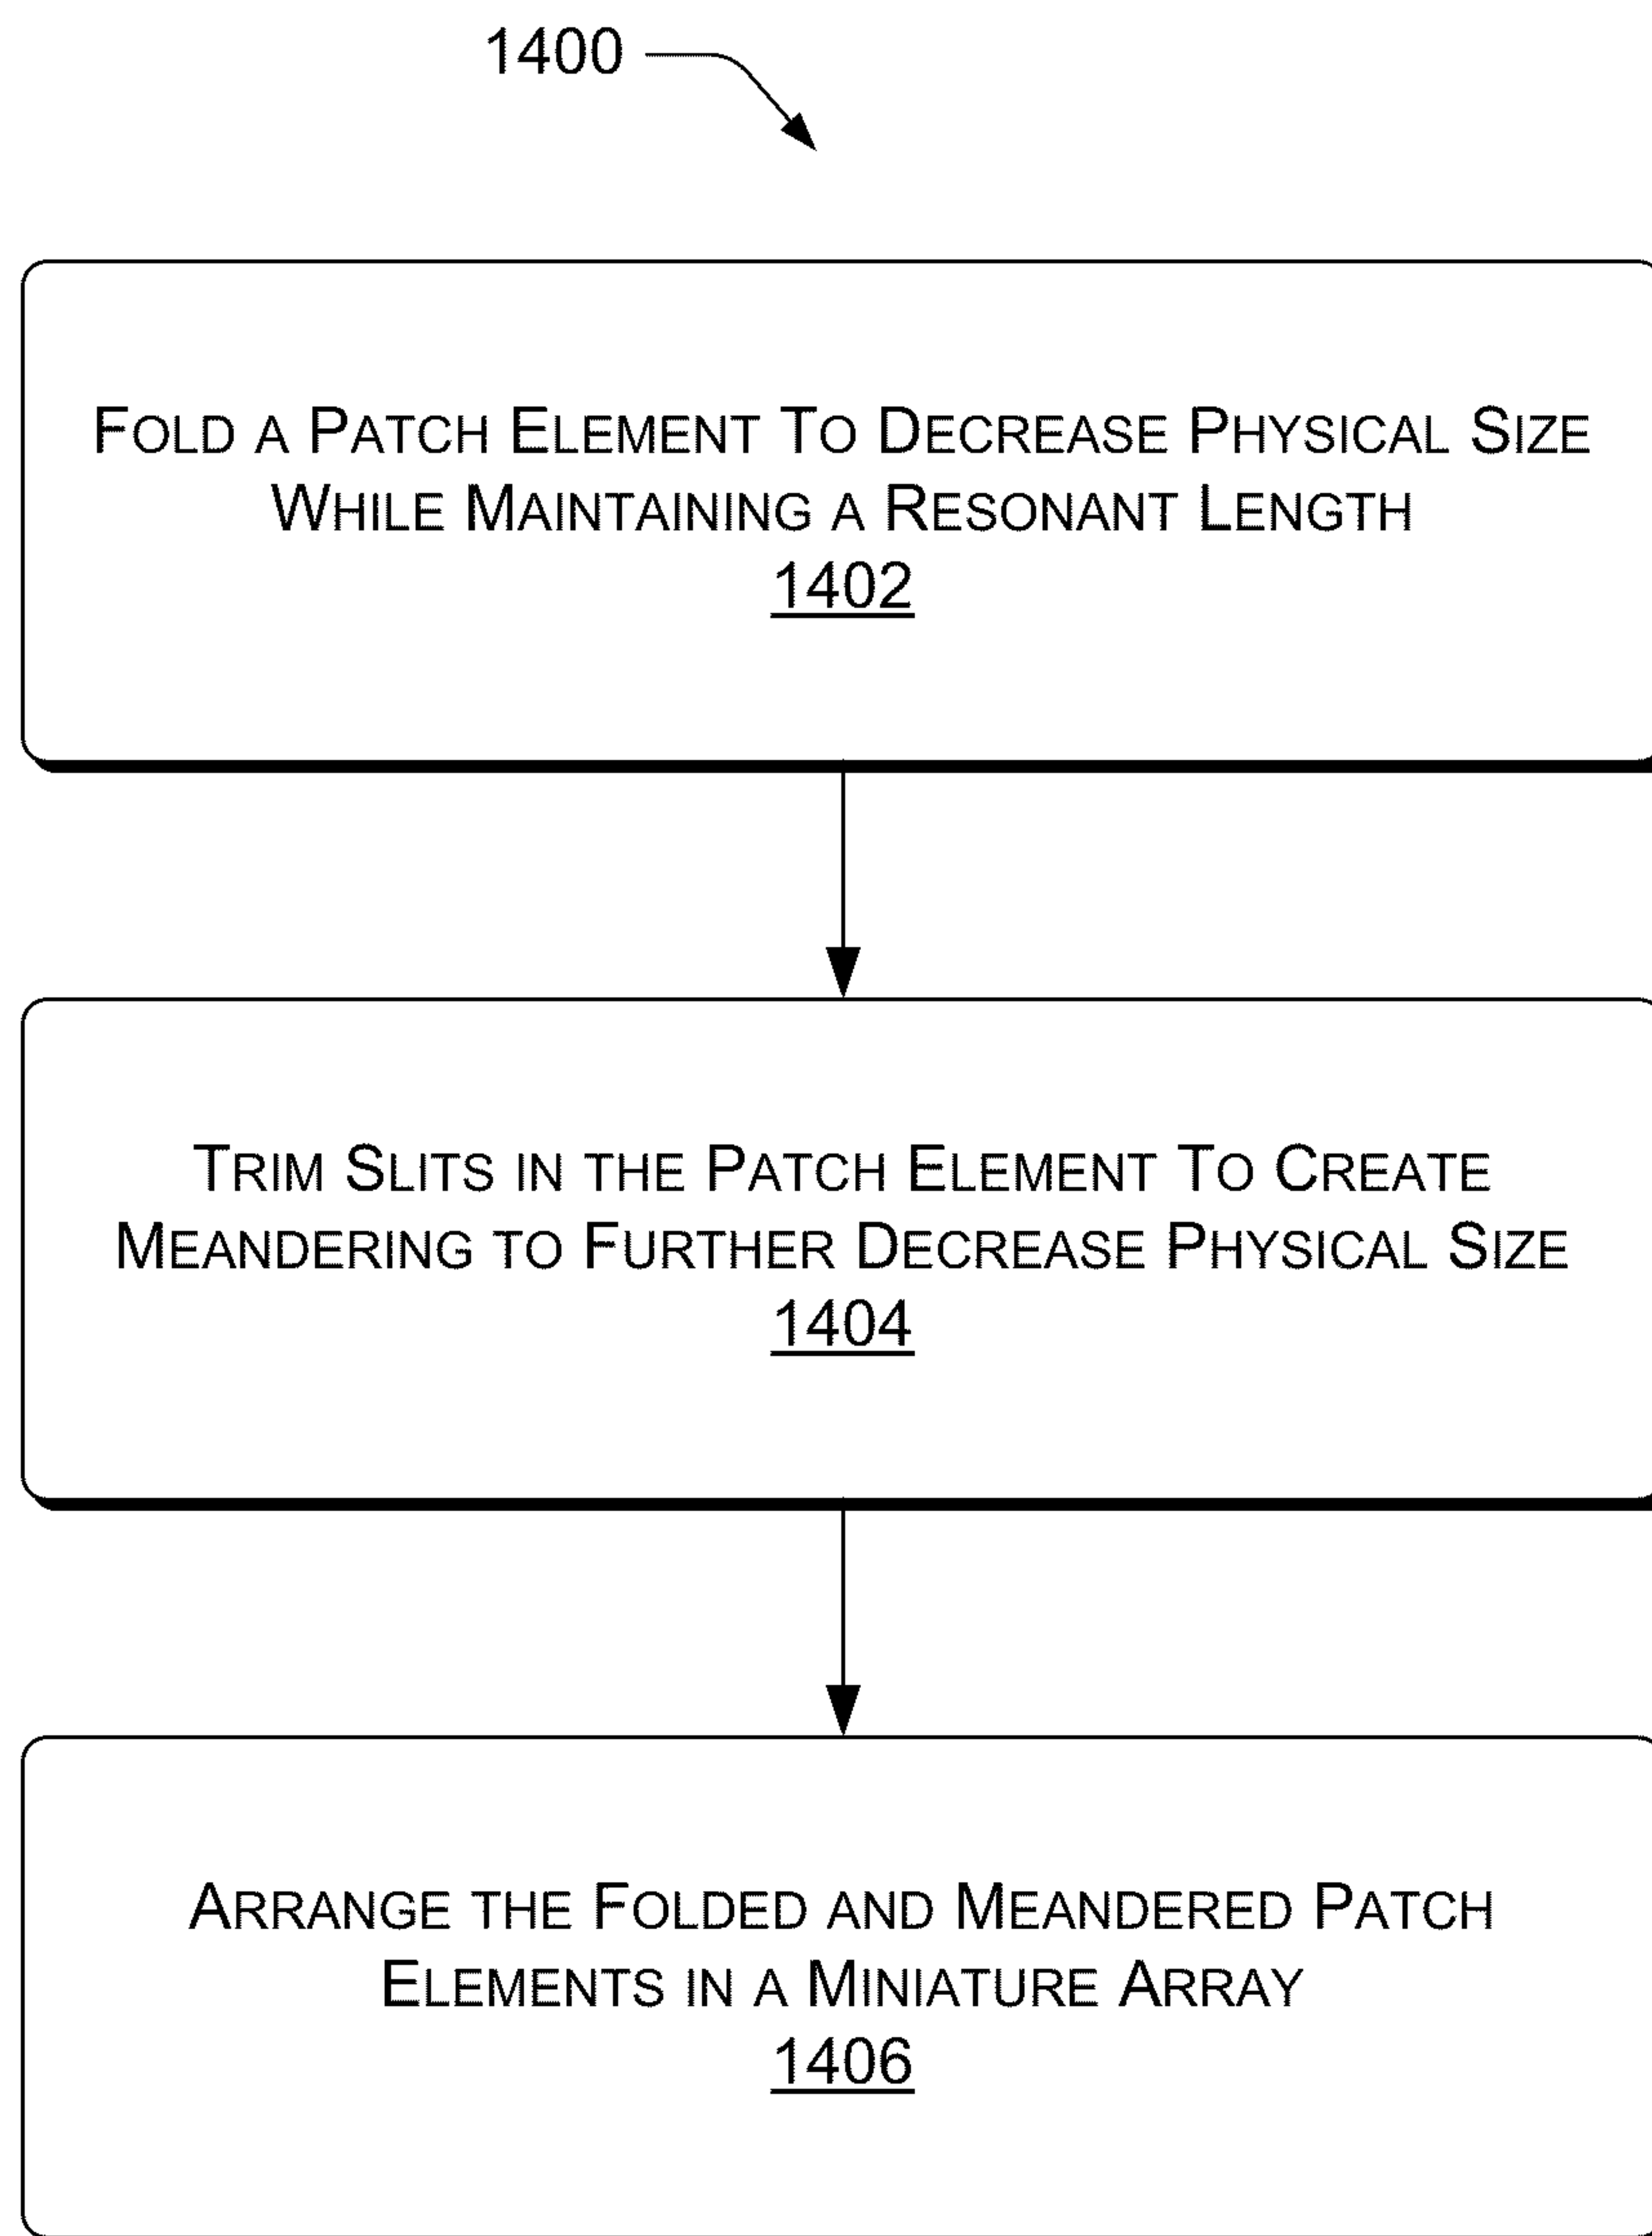 1400
FOLD A PATCH ELEMENT TO DECREASE PHYSICAL SIZE
WHILE MAINTAINING A RESONANT LENGTH
1402
TRIM SLITS IN THE PATCH ELEMENT TO CREATE
MEANDERING TO FURTHER DECREASE PHYSICAL SIZE
1404
ARRANGE THE FOLDED AND MEANDERED PATCH
ELEMENTS IN A MINIATURE ARRAY
1406